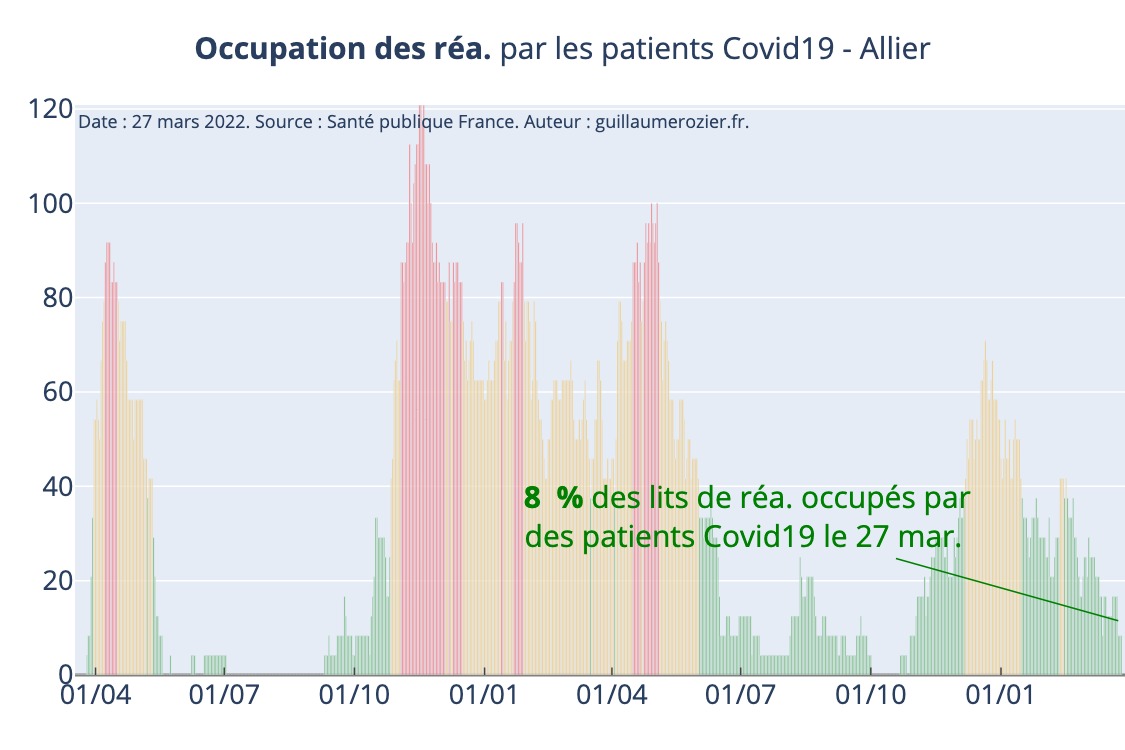 Occupation des réa. par les patients Covid19 - Allier
120
Date : 27 mars 2022. Source : Santé publique France. Auteur : guillaumerozier.fr.
100
80
60
40
8 % des lits de réa. occupés par
des patients Covid19 le 27 mar.
20
0
01/04 01/07 01/10 01/01 01/04 01/07 01/10 01/01